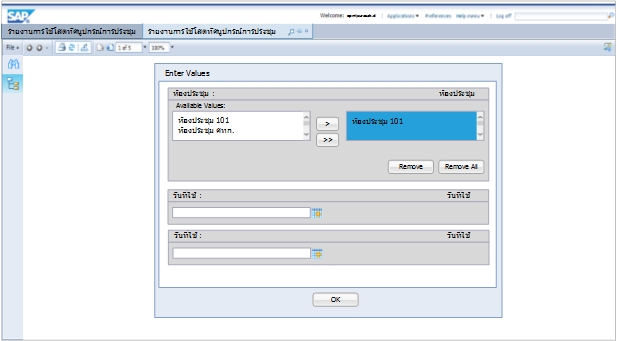 SAP
Welcome: | Applications Preferences Help menu | Log off
รายงานการใช้โสตทัศนูปกรณ์การประชุม รายงานการใช้โสตทัศนูปกรณ์การประชุม
File 1 of 5 100%
Enter Values
ห้องประชุม : ห้องประชุม
Available Values:
ห้องประชุม 101
ห้องประชุม ศทก.
>
>>
ห้องประชุม 101
Remove Remove All
วันที่ใช้ : วันที่ใช้
วันที่ใช้ : วันที่ใช้
OK